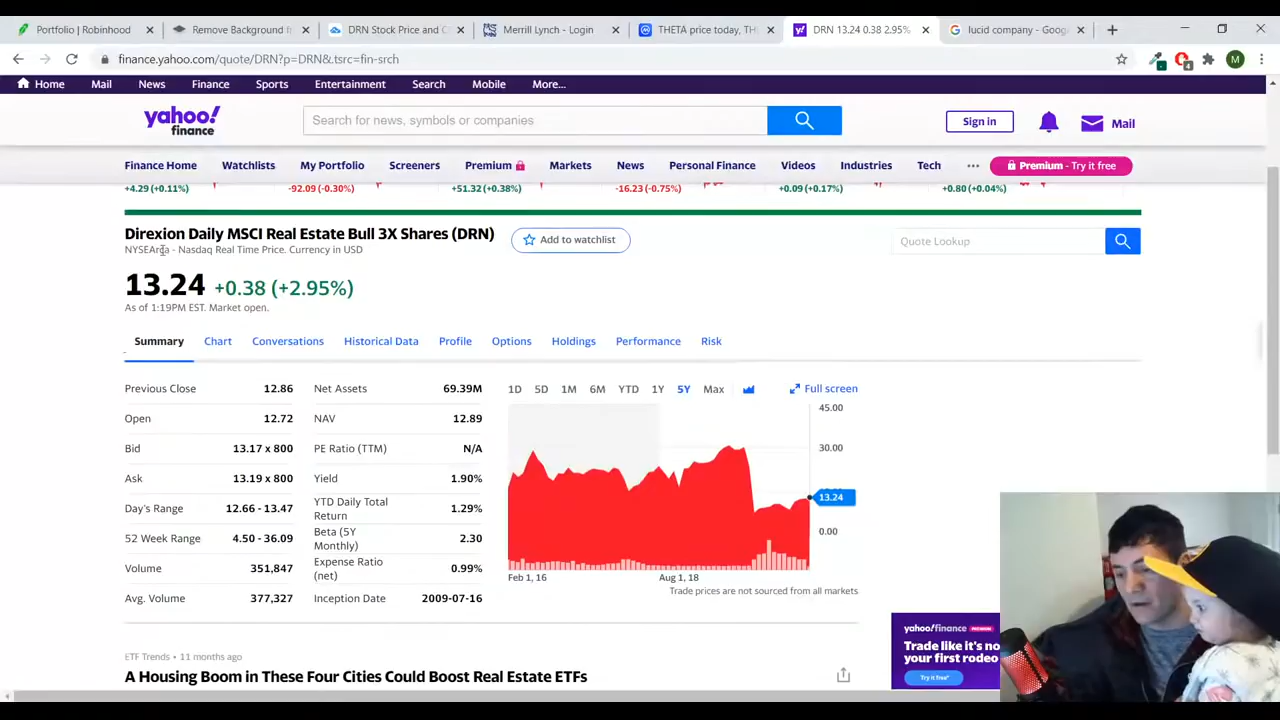 Portfolio | Robinhood
Remove Background f
DRN Stock Price and C
Merrill Lynch - Login
THETA price today, TH
DRN 13.24 0.38 2.95%
lucid company - Goog
finance.yahoo.com/quote/DRN?p=DRN&.tsrc=fin-srch
Home Mail News Finance Sports Entertainment Search Mobile More...
yahoo!
finance
Search for news, symbols or companies
Sign in
Mail
Finance Home Watchlists My Portfolio Screeners Premium Markets News Personal Finance Videos Industries Tech ... Premium - Try it free
+4.29 (+0.11%) -92.09 (-0.30%) +51.32 (+0.38%) -16.23 (-0.75%) +0.09 (+0.17%) +0.80 (+0.04%)
Direxion Daily MSCI Real Estate Bull 3X Shares (DRN)
Add to watchlist
Quote Lookup
NYSEArca - Nasdaq Real Time Price. Currency in USD
13.24 +0.38 (+2.95%)
As of 1:19PM EST. Market open.
Summary Chart Conversations Historical Data Profile Options Holdings Performance Risk
Previous Close 12.86
Open 12.72
Bid 13.17 x 800
Ask 13.19 x 800
Day's Range 12.66 - 13.47
52 Week Range 4.50 - 36.09
Volume 351,847
Avg. Volume 377,327
Net Assets 69.39M
NAV 12.89
PE Ratio (TTM) N/A
Yield 1.90%
YTD Daily Total
Return 1.29%
Beta (5Y
Monthly) 2.30
Expense Ratio
(net) 0.99%
Inception Date 2009-07-16
1D 5D 1M 6M YTD 1Y 5Y Max
Full screen
45.00
30.00
13.24
0.00
Feb 1, 16 Aug 1, 18
Trade prices are not sourced from all markets
yahoo!finance PREMIUM
Trade like it's no
your first rodeo
Try it free*
ETF Trends • 11 months ago
A Housing Boom in These Four Cities Could Boost Real Estate ETFs